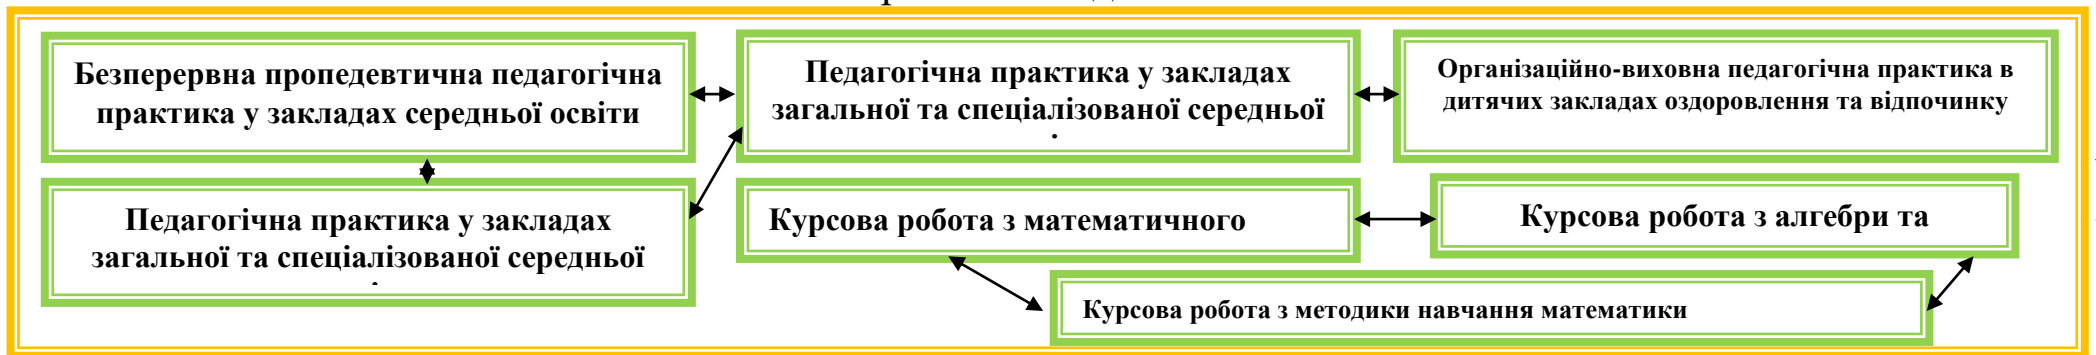 Безперервна пропедевтична педагогічна
практика у закладах середньої освіти
Педагогічна практика у закладах
загальної та спеціалізованої середньої
Організаційно-виховна педагогічна практика в
дитячих закладах оздоровлення та відпочинку
Педагогічна практика у закладах
загальної та спеціалізованої середньої
Курсова робота з математичного
Курсова робота з алгебри та
Курсова робота з методики навчання математики